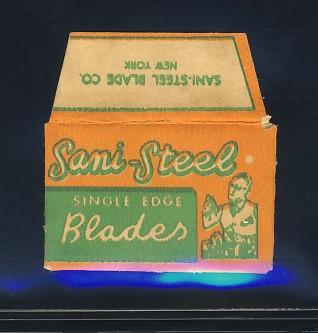 SANI-STEEL BLADE CO.
NEW YORK
Sani-Steel
SINGLE EDGE
Blades